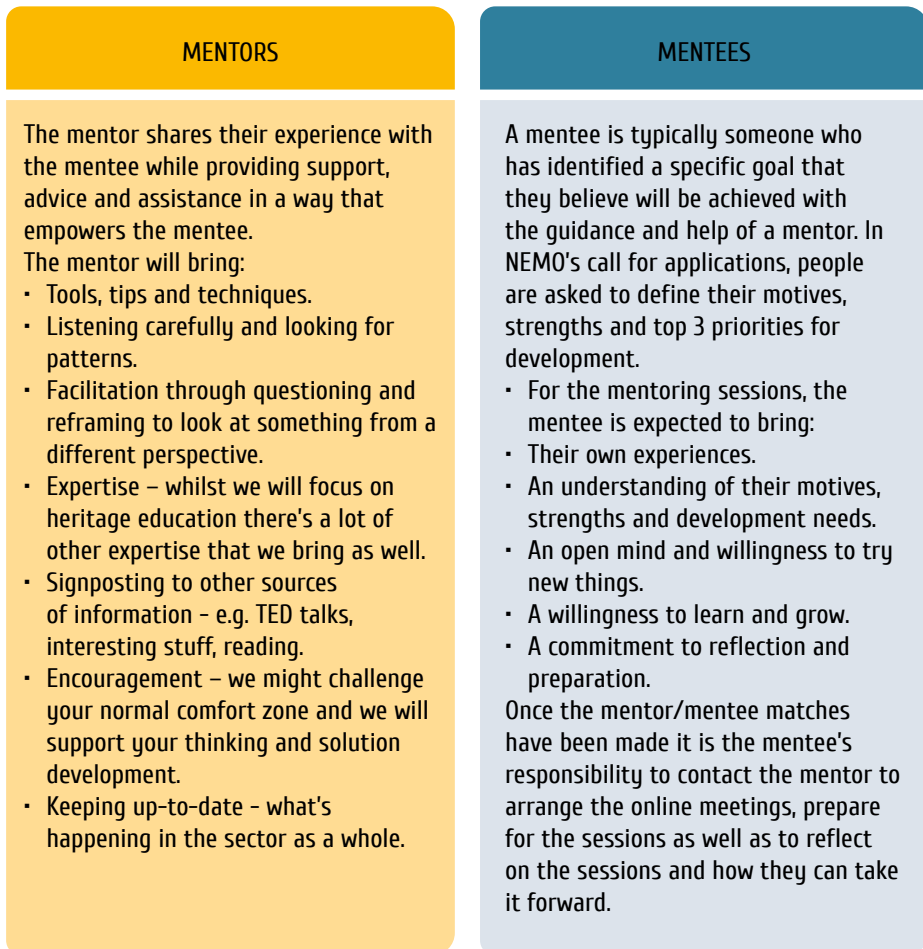 MENTORS
The mentor shares their experience with
the mentee while providing support,
advice and assistance in a way that
empowers the mentee.
The mentor will bring:
· Tools, tips and techniques.
· Listening carefully and looking for
patterns.
· Facilitation through questioning and
reframing to look at something from a
different perspective.
· Expertise – whilst we will focus on
heritage education there's a lot of
other expertise that we bring as well.
· Signposting to other sources
of information - e.g. TED talks,
interesting stuff, reading.
· Encouragement – we might challenge
your normal comfort zone and we will
support your thinking and solution
development.
· Keeping up-to-date - what's
happening in the sector as a whole.
MENTEES
A mentee is typically someone who
has identified a specific goal that
they believe will be achieved with
the guidance and help of a mentor. In
NEMO's call for applications, people
are asked to define their motives,
strengths and top 3 priorities for
development.
· For the mentoring sessions, the
mentee is expected to bring:
· Their own experiences.
· An understanding of their motives,
strengths and development needs.
· An open mind and willingness to try
new things.
· A willingness to learn and grow.
· A commitment to reflection and
preparation.
Once the mentor/mentee matches
have been made it is the mentee's
responsibility to contact the mentor to
arrange the online meetings, prepare
for the sessions as well as to reflect
on the sessions and how they can take
it forward.